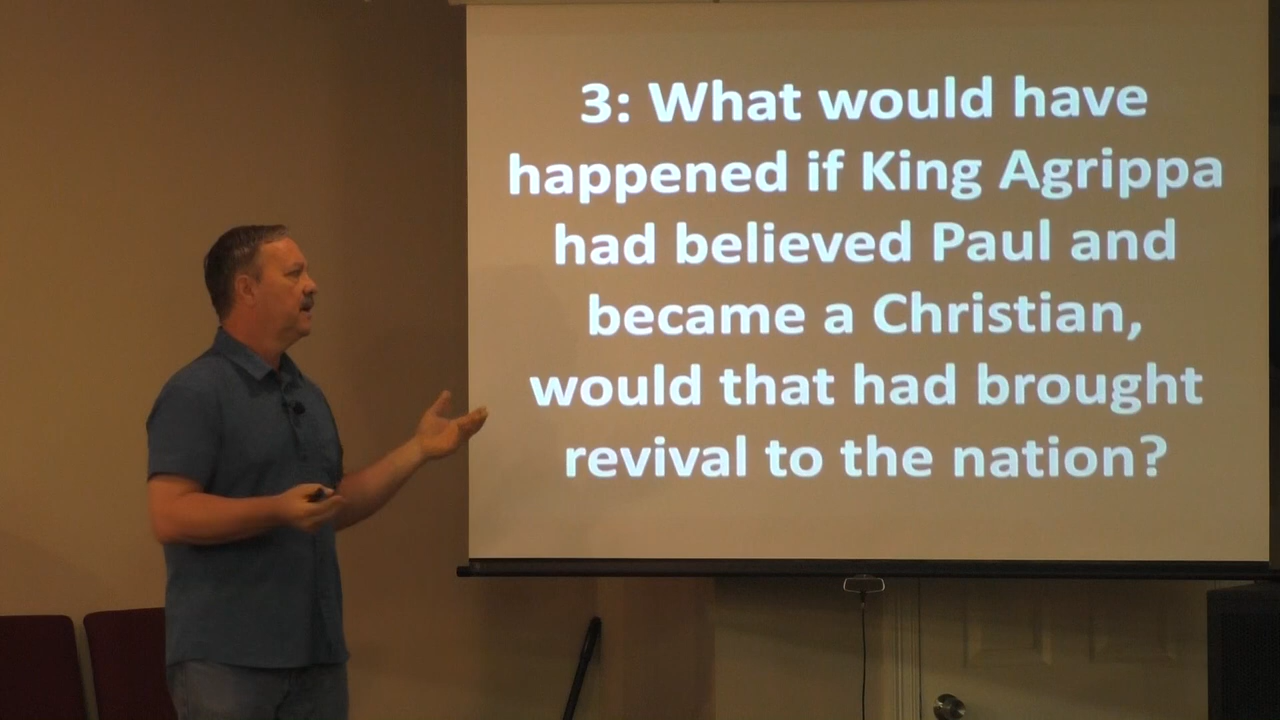 3: What would have
happened if King Agrippa
had believed Paul and
became a Christian,
would that had brought
revival to the nation?